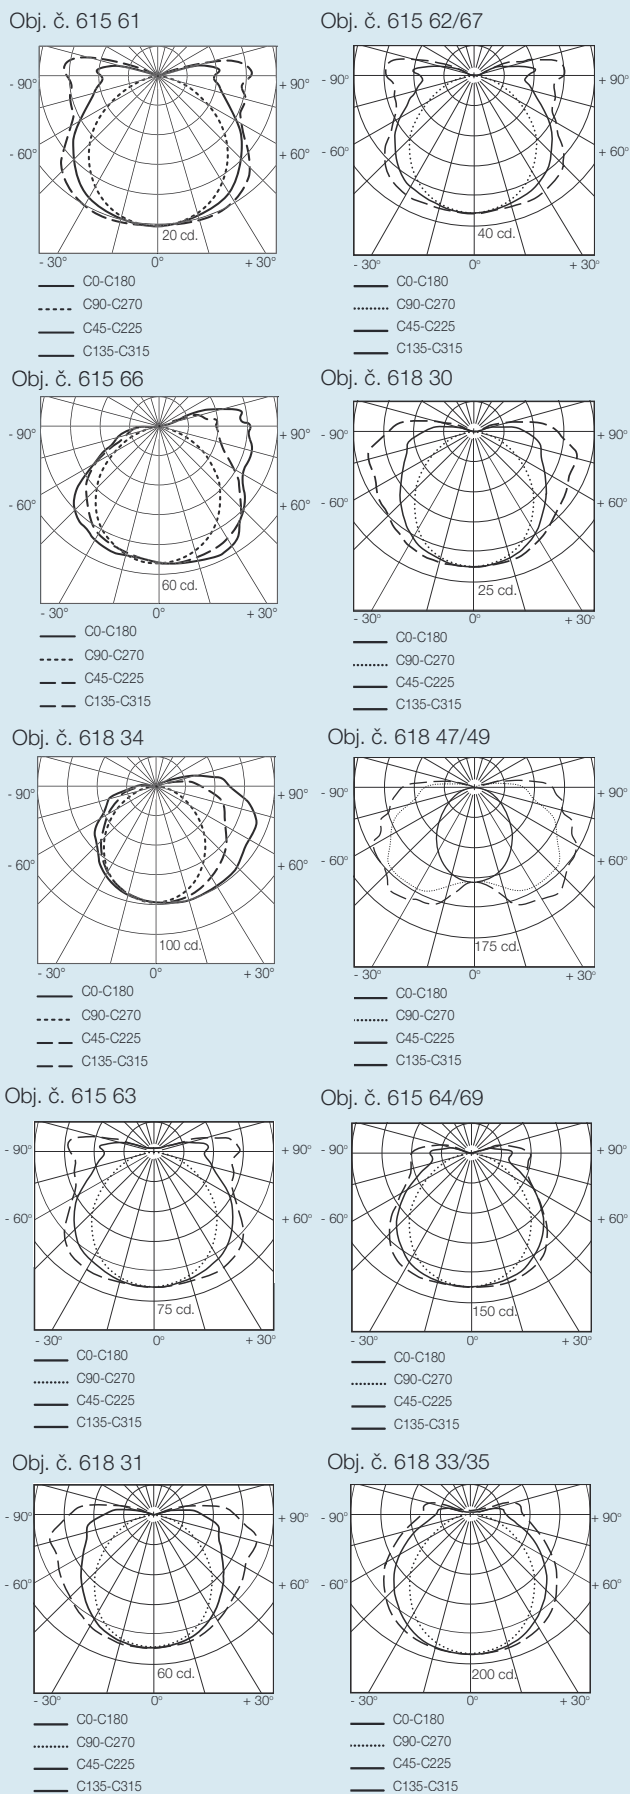 Obj. č. 615 61
- 90°
+ 90°
- 60°
+ 60°
20 cd.
- 30°
0°
+ 30°
C0-C180
C90-C270
C45-C225
C135-C315
Obj. č. 615 62/67
- 90°
+ 90°
- 60°
+ 60°
40 cd.
- 30°
0°
+ 30°
C0-C180
C90-C270
C45-C225
C135-C315
Obj. č. 615 66
- 90°
+ 90°
- 60°
+ 60°
60 cd.
- 30°
0°
+ 30°
C0-C180
C90-C270
C45-C225
C135-C315
Obj. č. 618 30
- 90°
+ 90°
- 60°
+ 60°
25 cd.
- 30°
0°
+ 30°
C0-C180
C90-C270
C45-C225
C135-C315
Obj. č. 618 34
- 90°
+ 90°
- 60°
+ 60°
100 cd.
- 30°
0°
+ 30°
C0-C180
C90-C270
C45-C225
C135-C315
Obj. č. 618 47/49
- 90°
+ 90°
- 60°
+ 60°
175 cd.
- 30°
0°
+ 30°
C0-C180
C90-C270
C45-C225
C135-C315
Obj. č. 615 63
- 90°
+ 90°
- 60°
+ 60°
75 cd.
- 30°
0°
+ 30°
C0-C180
C90-C270
C45-C225
C135-C315
Obj. č. 615 64/69
- 90°
+ 90°
- 60°
+ 60°
150 cd.
- 30°
0°
+ 30°
C0-C180
C90-C270
C45-C225
C135-C315
Obj. č. 618 31
- 90°
+ 90°
- 60°
+ 60°
60 cd.
- 30°
0°
+ 30°
C0-C180
C90-C270
C45-C225
C135-C315
Obj. č. 618 33/35
- 90°
+ 90°
- 60°
+ 60°
200 cd.
- 30°
0°
+ 30°
C0-C180
C90-C270
C45-C225
C135-C315